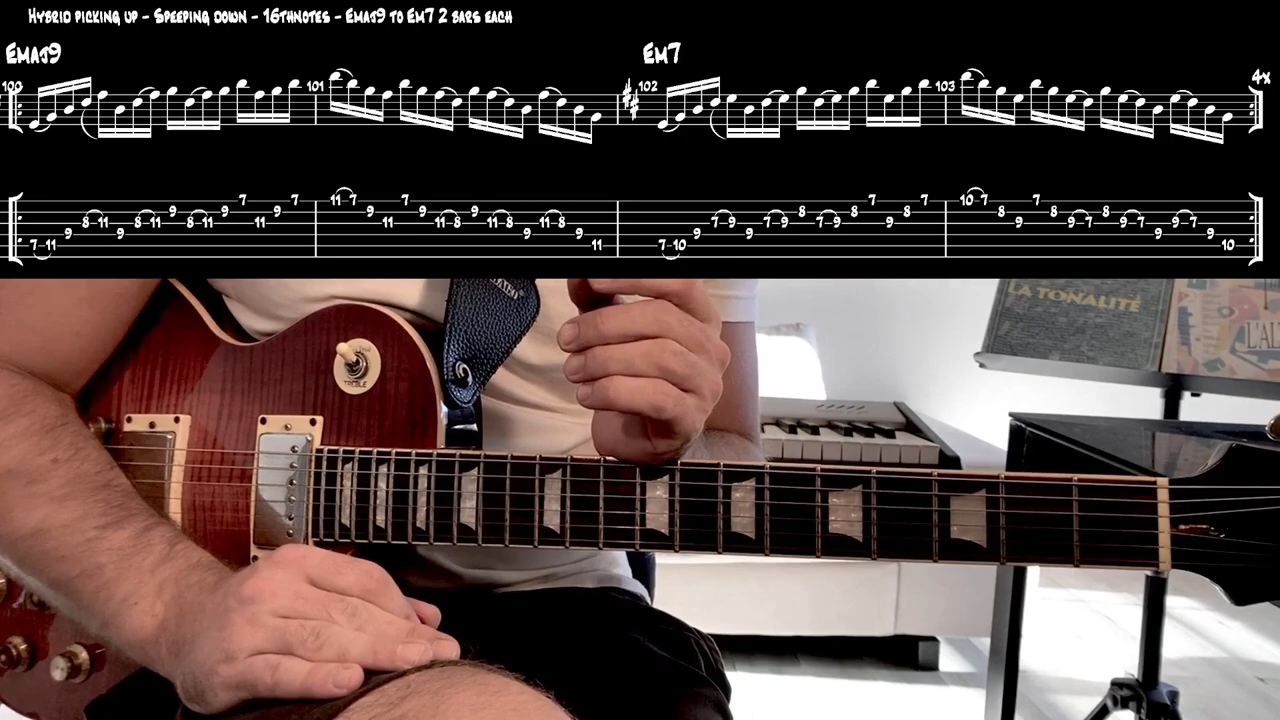 Hybrid picking up - Speeping down - 16thnotes - Emaj9 to Em7 2 bars each
Emaj9
Em7
100
101
102
103
4x
7 11 9 8 11 9 8 11 9 8 11 9 7 11 9 7
11 7 9 11 7 9 11 8 9 11 8 9 11 8 9 11
7 10 9 7 9 9 7 9 8 7 9 8 7 9 8 7
10 7 8 9 7 8 9 7 8 9 7 9 9 7 9 10
TREBLE
LA TONALITÉ